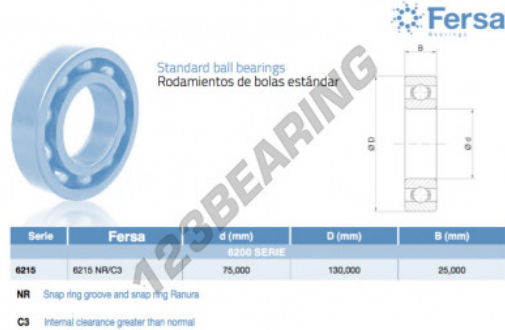 Fersa
Bearings
Standard ball bearings
Rodamientos de bolas estándar
B
Ø D
Ø d
123BEARING
Serie Fersa d (mm) D (mm) B (mm)
6200 SERIE
6215 6215 NR/C3 75,000 130,000 25,000
NR Snap ring groove and snap ring Ranura
C3 Internal clearance greater than normal